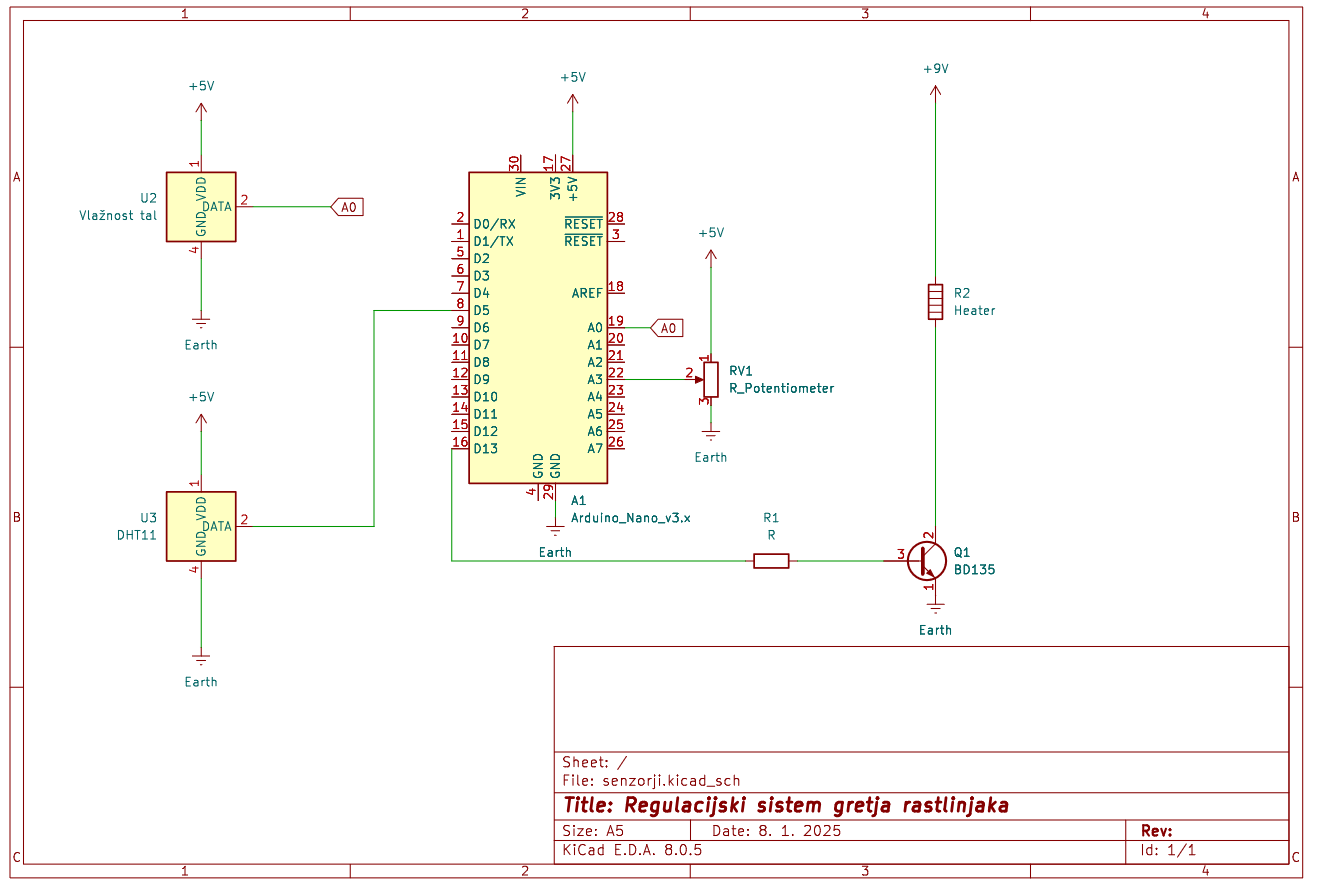 1
2
3
4
A
A
B
B
C
C
1
2
3
4
+5V
1
U2
Vlažnost tal
VDD
DATA
GND
2
A0
4
Earth
+5V
1
U3
DHT11
VDD
DATA
GND
2
4
Earth
+5V
30
17
27
VIN
3V3
+5V
2 D0/RX
1 D1/TX
5 D2
6 D3
7 D4
8 D5
9 D6
10 D7
11 D8
12 D9
13 D10
14 D11
15 D12
16 D13
RESET 28
RESET 3
AREF 18
A0 19
A1 20
A2 21
A3 22
A4 23
A5 24
A6 25
A7 26
GND
GND
4
29
A1
Arduino_Nano_v3.x
Earth
A0
+5V
1
2
3
RV1
R_Potentiometer
Earth
R1
R
+9V
R2
Heater
2
3
1
Q1
BD135
Earth
Sheet: /
File: senzorji.kicad_sch
Title: Regulacijski sistem gretja rastlinjaka
Size: A5
Date: 8. 1. 2025
Rev:
KiCad E.D.A. 8.0.5
Id: 1/1